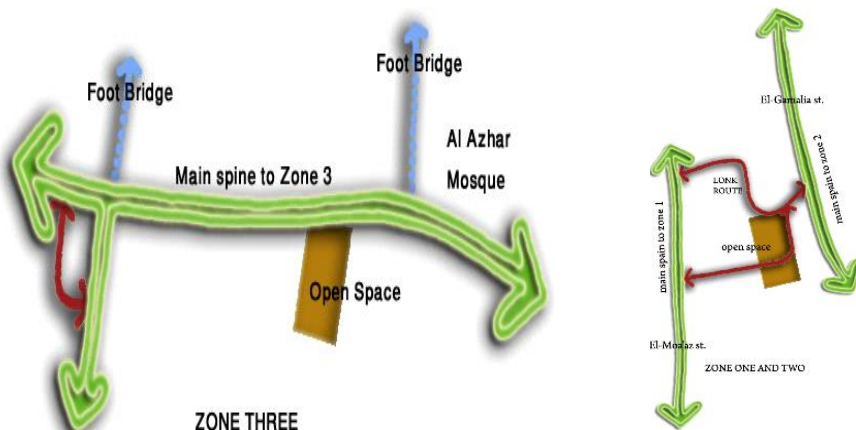 Foot Bridge
Foot Bridge
Al Azhar
Mosque
Main spine to Zone 3
Open Space
ZONE THREE
El-Gamalia st.
main spain to zone 2
LONK
ROUTE
main spain to zone 1
open space
El-Moa'az st.
ZONE ONE AND TWO